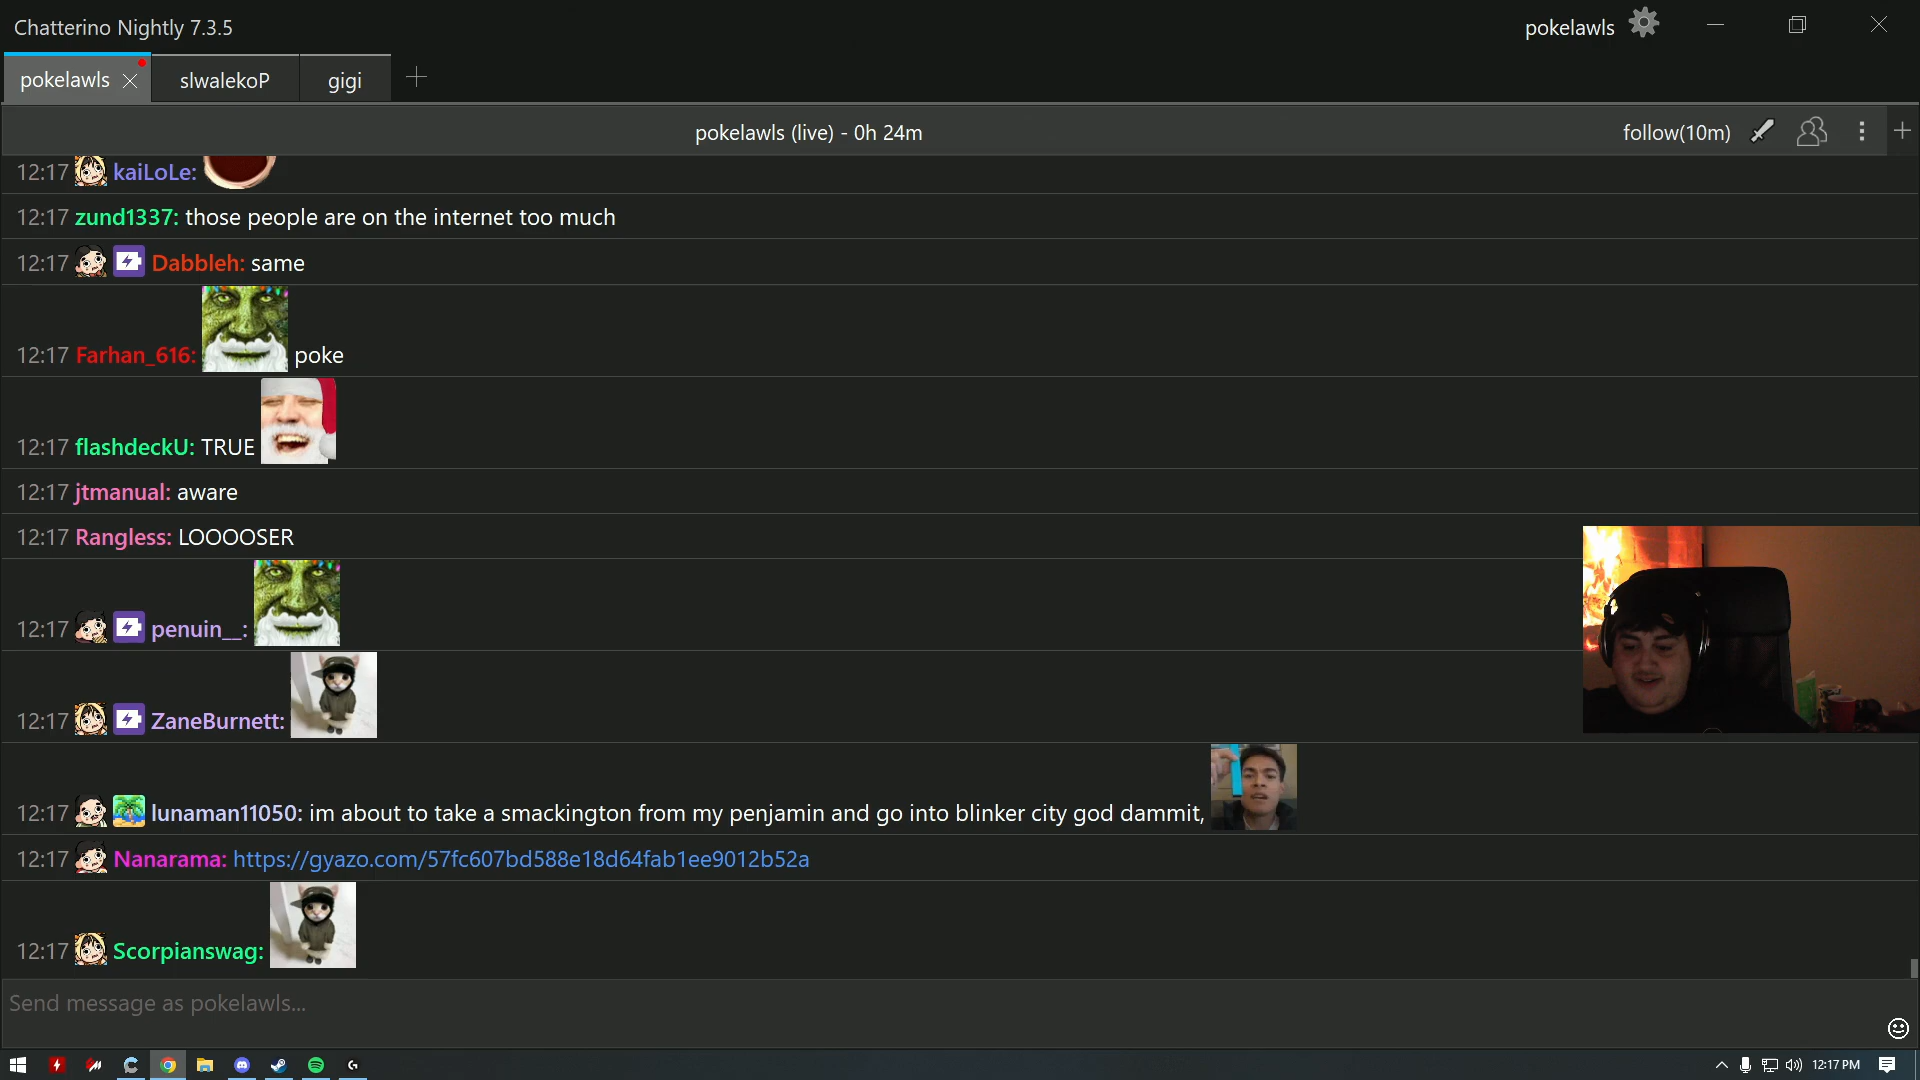 Chatterino Nightly 7.3.5
pokelawls
pokelawls
slwalekoP
gigi
pokelawls (live) - 0h 24m
follow(10m)
12:17 kaiLoLe:
12:17 zund1337: those people are on the internet too much
12:17 Dabbleh: same
12:17 Farhan_616: poke
12:17 flashdeckU: TRUE
12:17 jtmanual: aware
12:17 Rangless: LOOOOSER
12:17 penuin__:
12:17 ZaneBurnett:
12:17 lunaman11050: im about to take a smackington from my penjamin and go into blinker city god dammit,
12:17 Nanarama: https://gyazo.com/57fc607bd588e18d64fab1ee9012b52a
12:17 Scorpianswag:
Send message as pokelawls...
12:17 PM